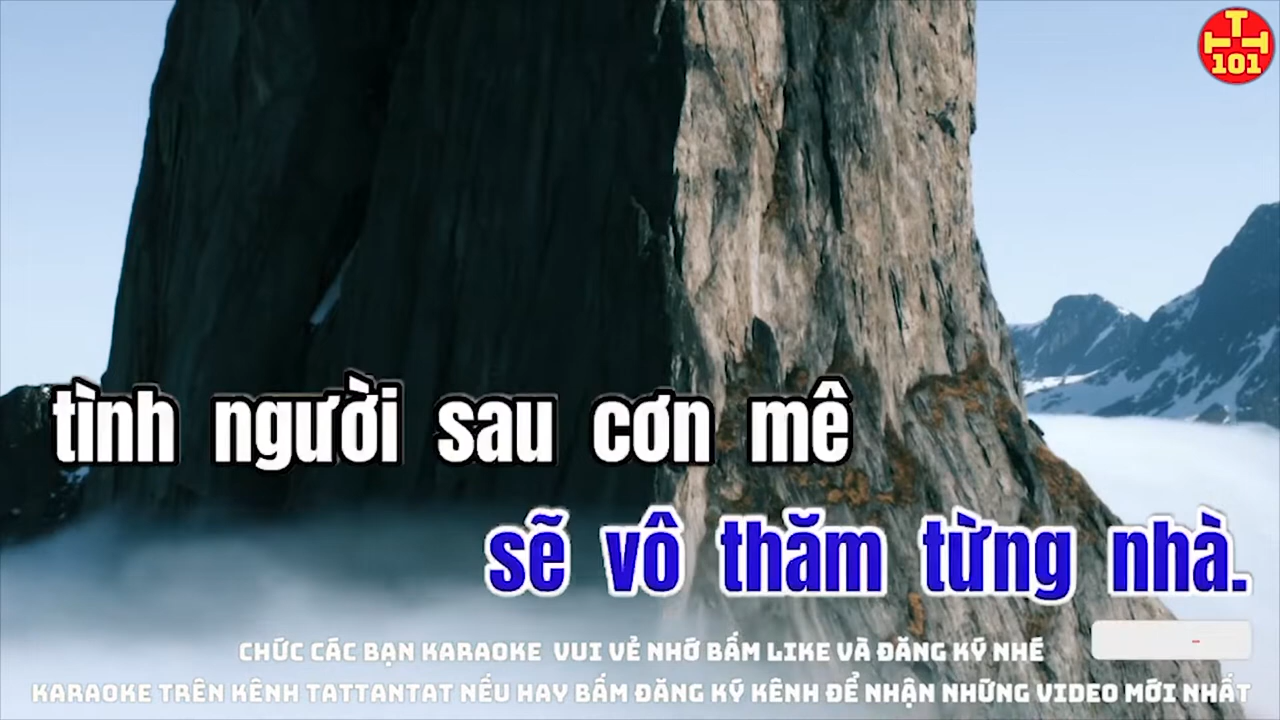 T
101
tình người sau cơn mê
sẽ vô thăm từng nhà.
CHỨC CÁC BẠN KARAOKE VUI VẺ NHỚ BẤM LIKE VÀ ĐĂNG KÝ NHÉ
KARAOKE TRÊN KÊNH TATTANTAT NẾU HAY BẤM ĐĂNG KÝ KÊNH ĐỂ NHẬN NHỮNG VIDEO MỚI NHẤT